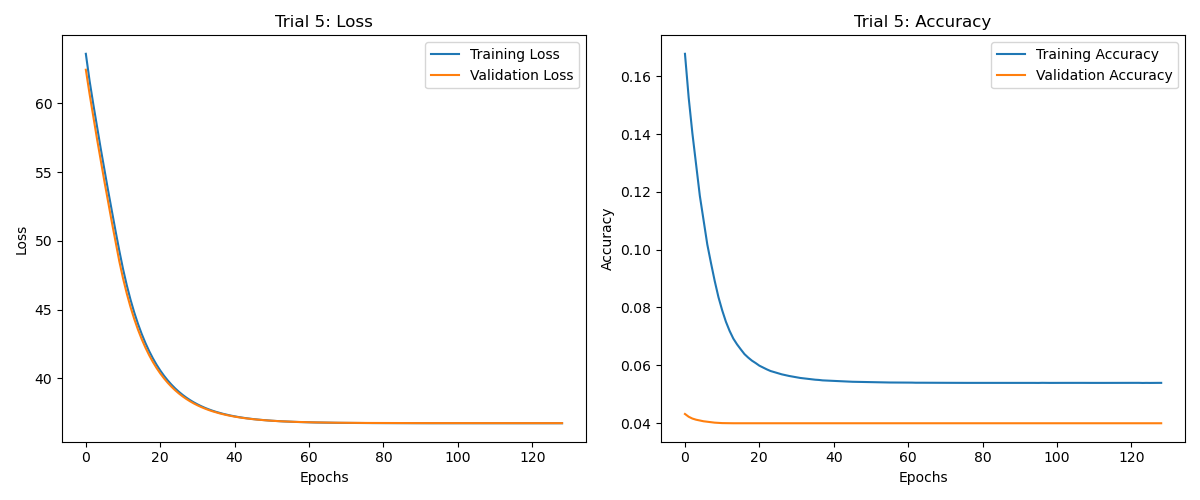 Trial 5: Loss
Training Loss
Validation Loss
60
55
50
45
40
Loss
0 20 40 60 80 100 120
Epochs
Trial 5: Accuracy
Training Accuracy
Validation Accuracy
0.16
0.14
0.12
0.10
0.08
0.06
0.04
Accuracy
0 20 40 60 80 100 120
Epochs